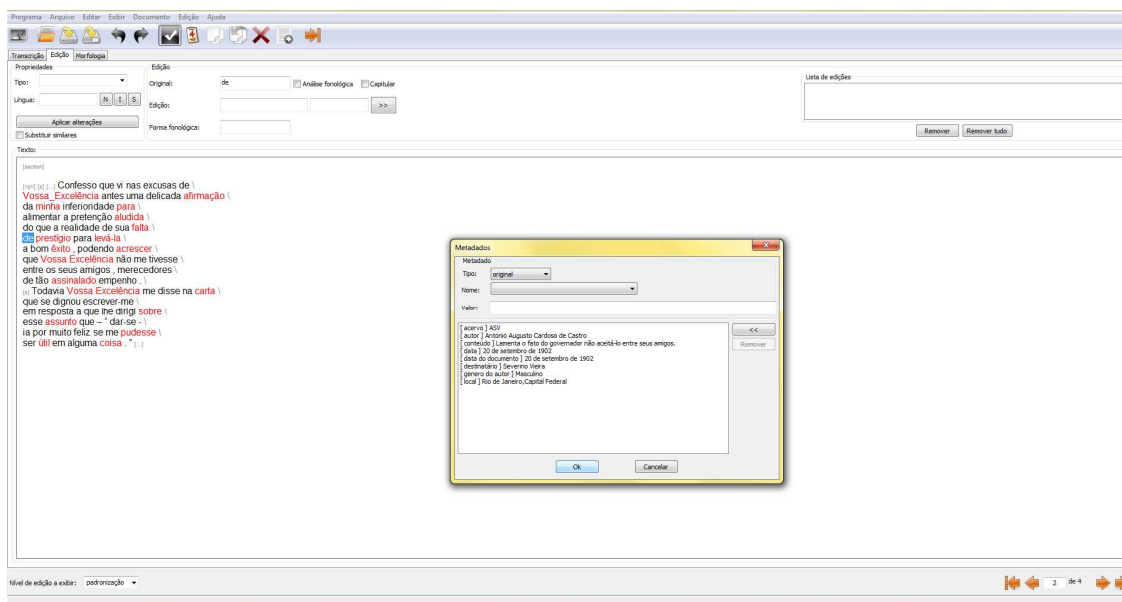 Programa Arquivo Editar Exibir Documento Edição Ajuda
Transcrição Edição Morfologia
Propriedades
Tipo:
Língua: N I S
Aplicar alterações
Substituir similares
Edição
Original: de Análise fonológica Capitular
Edição: >>
Forma fonológica:
Lista de edições
Remover Remover tudo
Texto:
[section]
[<p>] [s] [...] Confesso que vi nas excusas de \
Vossa_Excelência antes uma delicada afirmação \
da minha inferioridade para \
alimentar a pretenção aludida \
do que a realidade de sua falta \
de prestígio para levá-la \
a bom êxito , podendo acrescer \
que Vossa Excelência não me tivesse \
entre os seus amigos , merecedores \
de tão assinalado empenho . \
[s] Todavia Vossa Excelência me disse na carta \
que se dignou escrever-me \
em resposta a que lhe dirigi sobre \
esse assunto que – “ dar-se - \
ia por muito feliz se me pudesse \
ser útil em alguma coisa . ” [...]
Metadados
Metadado
Tipo: original
Nome:
Valor:
[ acervo ] ASV
[ autor ] Antonio Augusto Cardoso de Castro
[ conteúdo ] Lamenta o fato do governador não aceitá-lo entre seus amigos.
[ data ] 20 de setembro de 1902
[ data do documento ] 20 de setembro de 1902
[ destinatário ] Severino Vieira
[ genero do autor ] Masculino
[ local ] Rio de Janeiro,Capital Federal
<<
Remover
Ok Cancelar
Nível de edição a exibir: padronização
2 de 4